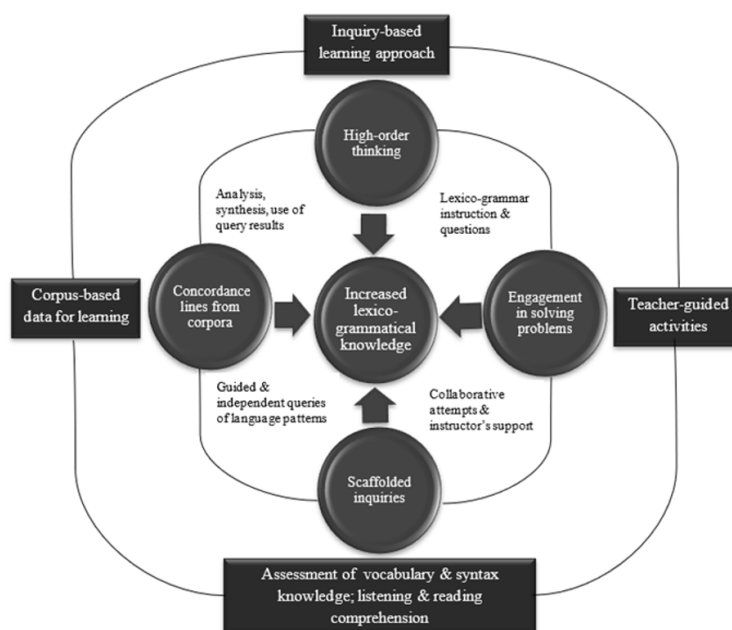 Inquiry-based
learning approach
High-order
thinking
Analysis,
synthesis, use of
query results
Lexico-grammar
instruction &
questions
Corpus-based
data for learning
Concordance
lines from
corpora
Increased
lexico-
grammatical
knowledge
Engagement
in solving
problems
Teacher-guided
activities
Guided &
independent queries
of language patterns
Collaborative
attempts &
instructor's support
Scaffolded
inquiries
Assessment of vocabulary & syntax
knowledge; listening & reading
comprehension